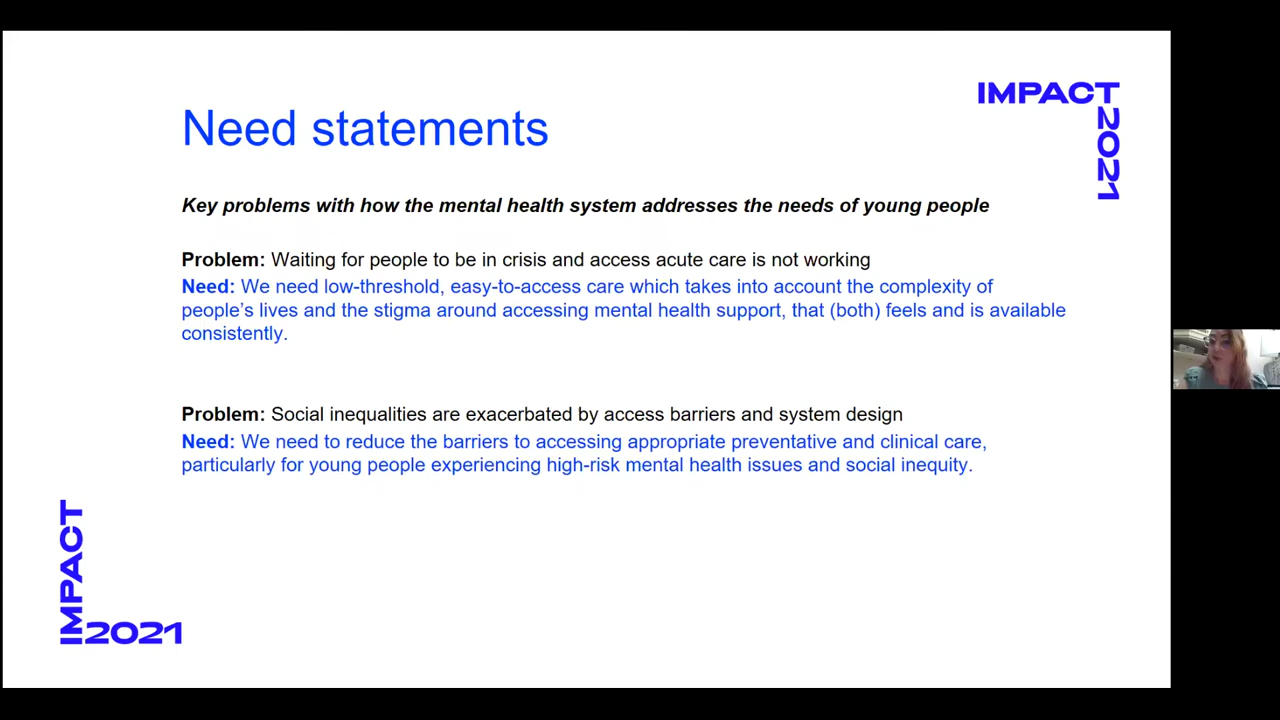 IMPACT
2021
Need statements
Key problems with how the mental health system addresses the needs of young people
Problem: Waiting for people to be in crisis and access acute care is not working
Need: We need low-threshold, easy-to-access care which takes into account the complexity of
people’s lives and the stigma around accessing mental health support, that (both) feels and is available
consistently.
Problem: Social inequalities are exacerbated by access barriers and system design
Need: We need to reduce the barriers to accessing appropriate preventative and clinical care,
particularly for young people experiencing high-risk mental health issues and social inequity.
IMPACT
2021